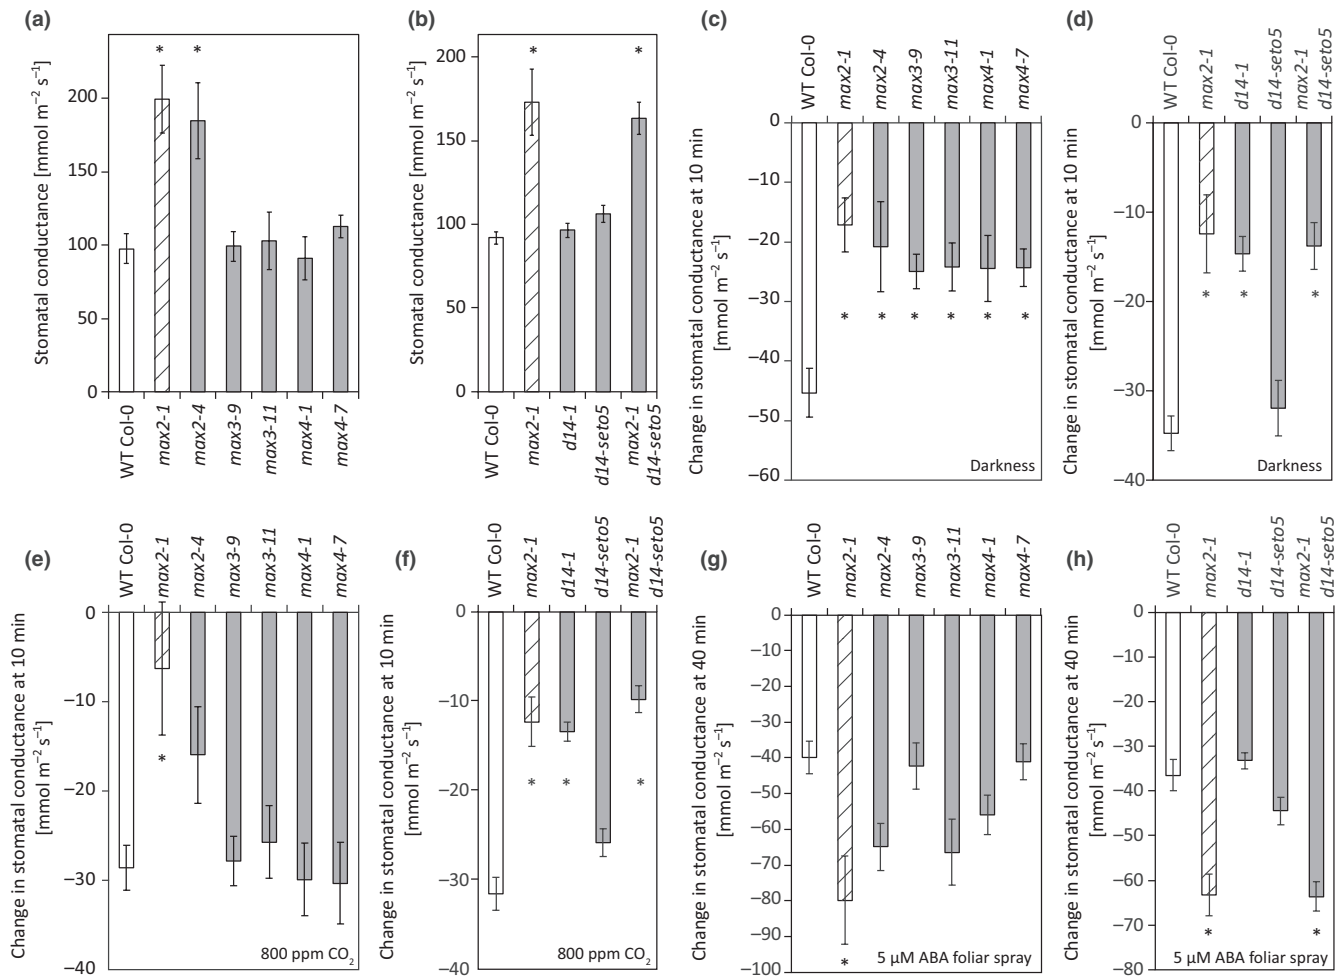 (a)
Stomatal conductance [mmol m⁻² s⁻¹]
200
150
100
50
0
* *
WT Col-0
max2-1
max2-4
max3-9
max3-11
max4-1
max4-7
(b)
Stomatal conductance [mmol m⁻² s⁻¹]
200
150
100
50
0
* *
WT Col-0
max2-1
d14-1
d14-seto5
max2-1
d14-seto5
(c)
WT Col-0
max2-1
max2-4
max3-9
max3-11
max4-1
max4-7
Change in stomatal conductance at 10 min
[mmol m⁻² s⁻¹]
0
−10
−20
−30
−40
−50
−60
* * * * * *
Darkness
(d)
WT Col-0
max2-1
d14-1
d14-seto5
max2-1
d14-seto5
Change in stomatal conductance at 10 min
[mmol m⁻² s⁻¹]
0
−10
−20
−30
−40
* * *
Darkness
(e)
WT Col-0
max2-1
max2-4
max3-9
max3-11
max4-1
max4-7
Change in stomatal conductance at 10 min
[mmol m⁻² s⁻¹]
0
−10
−20
−30
−40
*
800 ppm CO₂
(f)
WT Col-0
max2-1
d14-1
d14-seto5
max2-1
d14-seto5
Change in stomatal conductance at 10 min
[mmol m⁻² s⁻¹]
0
−10
−20
−30
−40
* * *
800 ppm CO₂
(g)
WT Col-0
max2-1
max2-4
max3-9
max3-11
max4-1
max4-7
Change in stomatal conductance at 40 min
[mmol m⁻² s⁻¹]
0
−10
−20
−30
−40
−50
−60
−70
−80
−90
−100
*
5 µM ABA foliar spray
(h)
WT Col-0
max2-1
d14-1
d14-seto5
max2-1
d14-seto5
Change in stomatal conductance at 40 min
[mmol m⁻² s⁻¹]
0
−10
−20
−30
−40
−50
−60
−70
−80
* *
5 µM ABA foliar spray